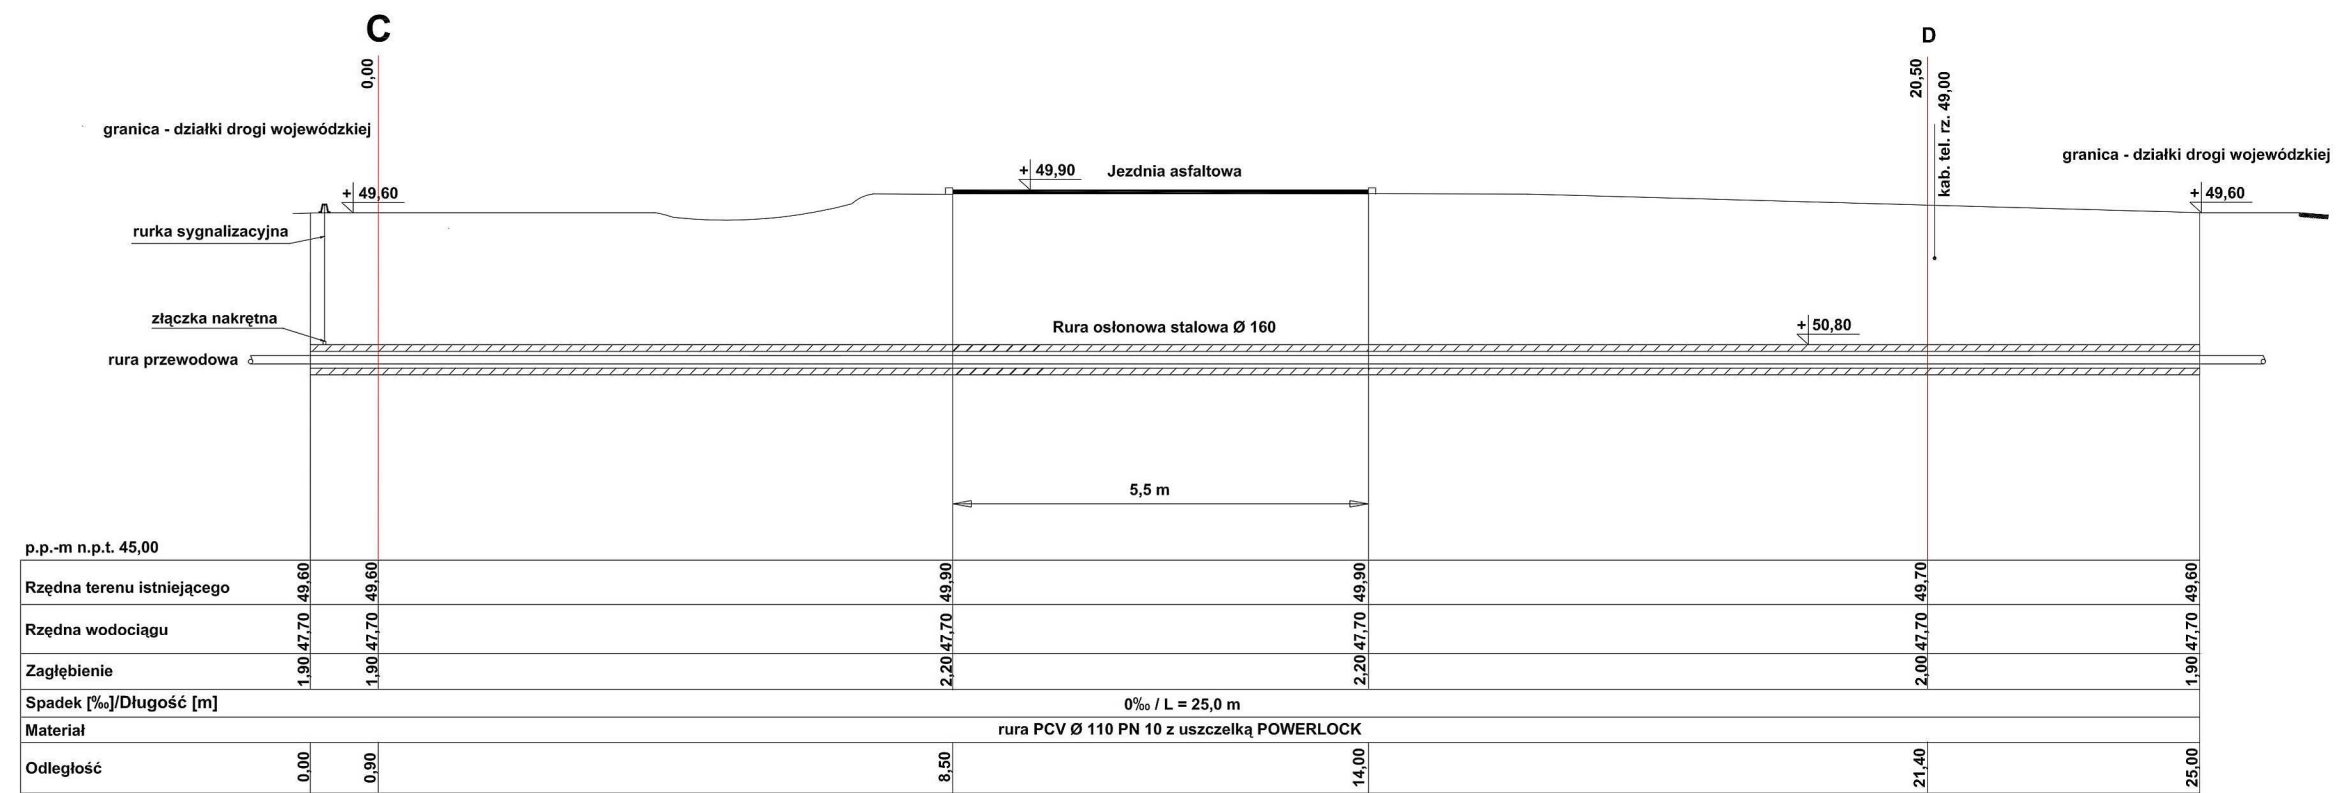 C
D
0,00
20,50
kab. tel. rz. 49,00
granica - działki drogi wojewódzkiej
granica - działki drogi wojewódzkiej
+ 49,90
Jezdnia asfaltowa
+ 49,60
+ 49,60
rurka sygnalizacyjna
złączka nakrętna
Rura osłonowa stalowa Ø 160
+ 50,80
rura przewodowa
5,5 m
p.p.-m n.p.t. 45,00
Rzędna terenu istniejącego 49,60 49,60 49,90 49,90 49,70 49,60
Rzędna wodociągu 47,70 47,70 47,70 47,70 47,70 47,70
Zagłębienie 1,90 1,90 2,20 2,20 2,00 1,90
Spadek [‰]/Długość [m] 0‰ / L = 25,0 m
Materiał rura PCV Ø 110 PN 10 z uszczelką POWERLOCK
Odległość 0,00 0,90 8,50 14,00 21,40 25,00